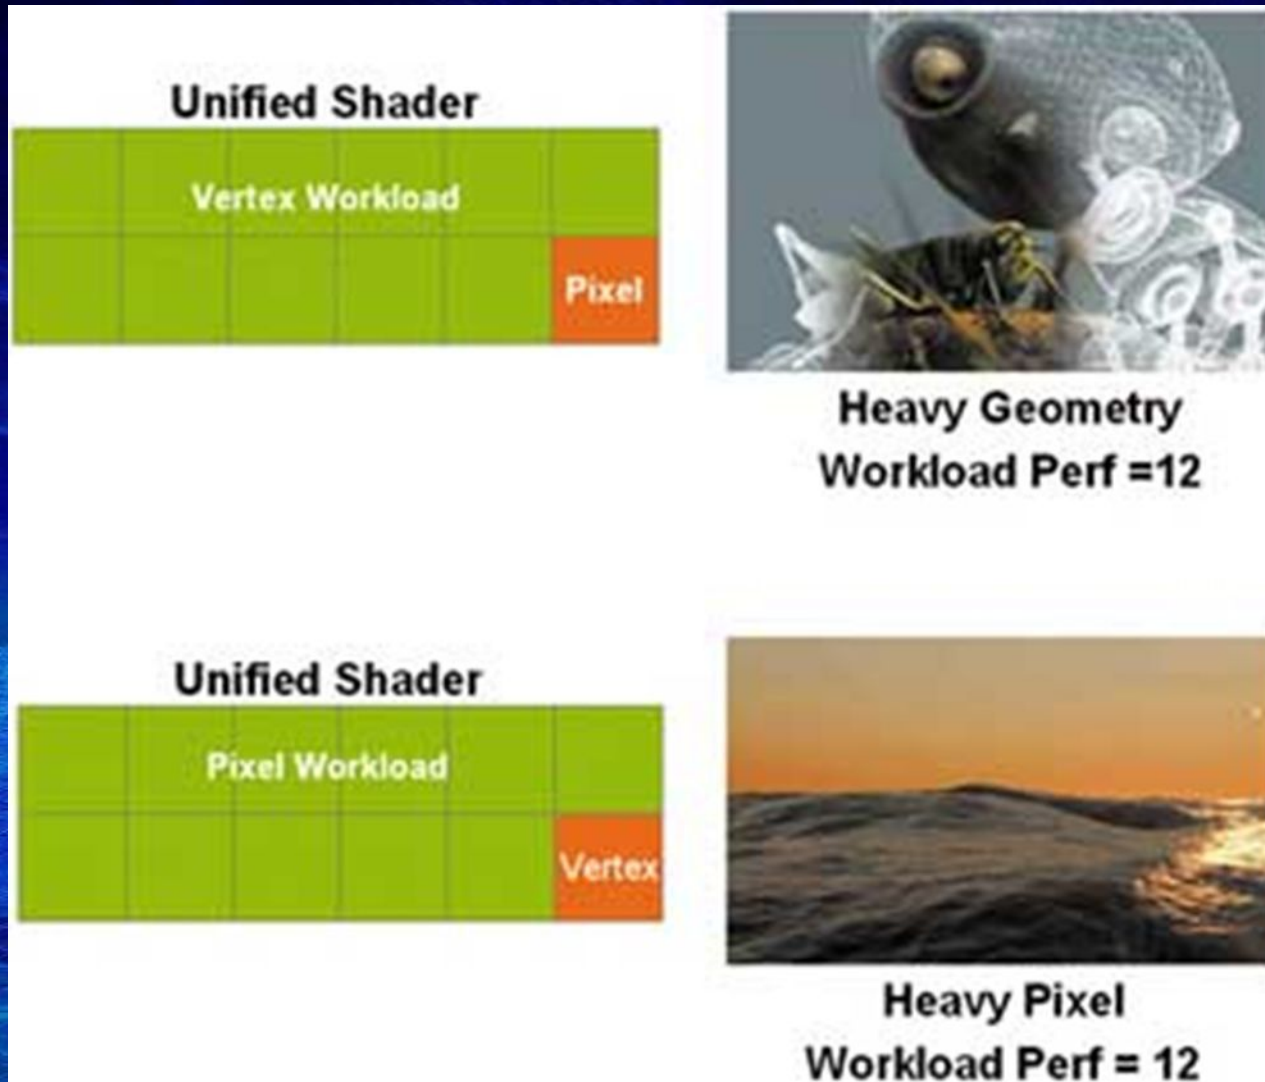 Unified Shader
Vertex Workload
Pixel
Heavy Geometry
Workload Perf =12
Unified Shader
Pixel Workload
Vertex
Heavy Pixel
Workload Perf = 12